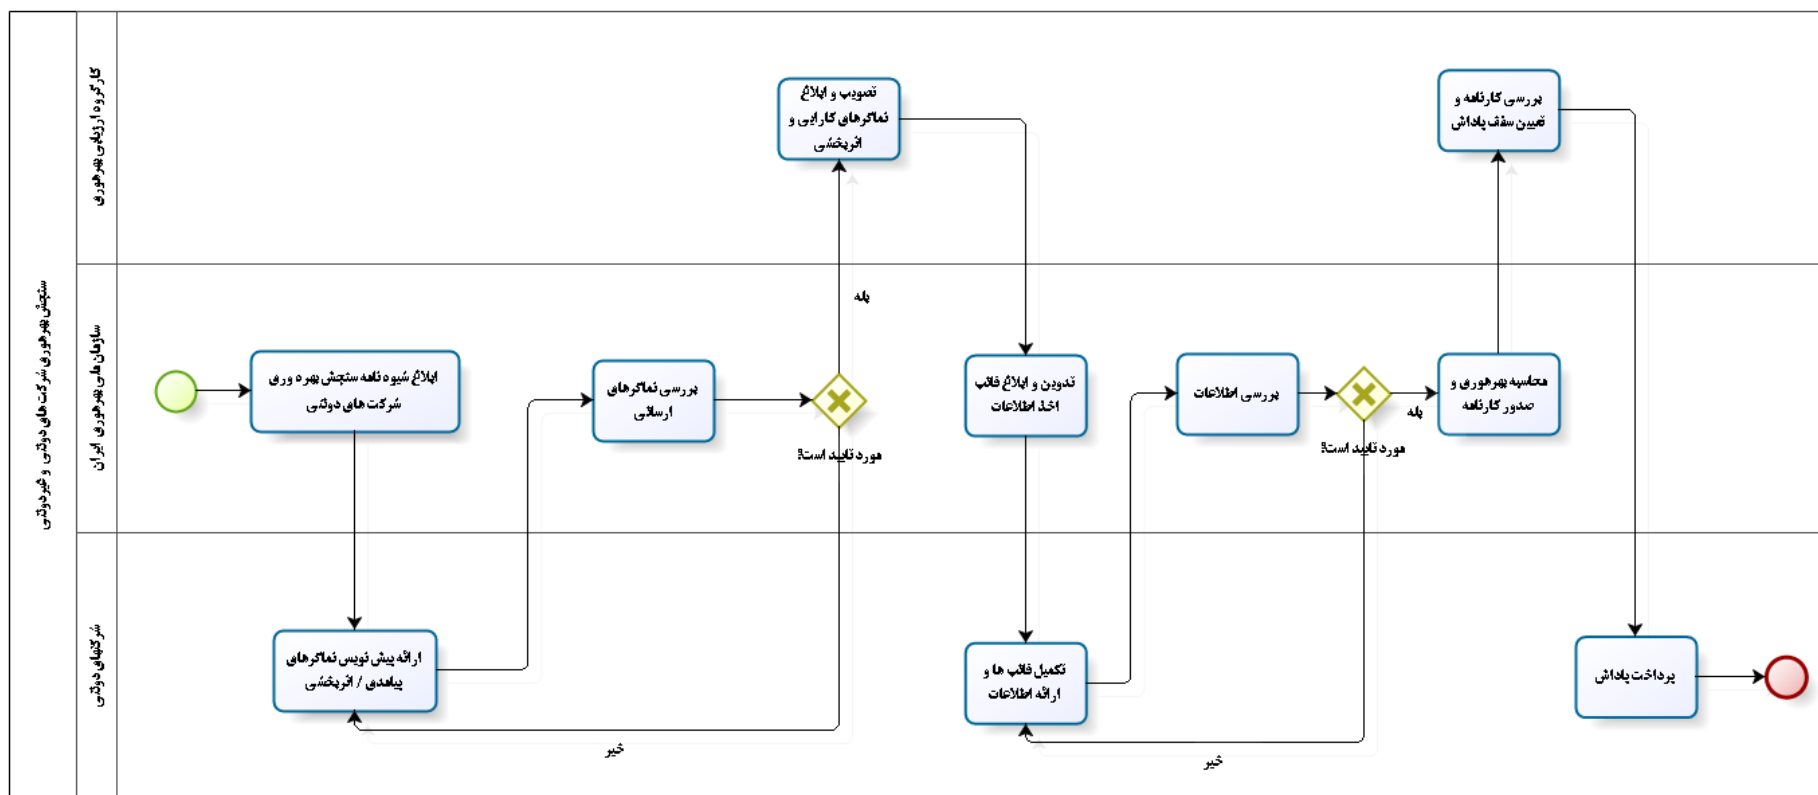 سنجش بهره‌وری شرکت های دولتی و غیردولتی
کارگروه ارزیابی بهره‌وری
تصویب و ابلاغ
نماگرهای کارایی و
اثربخشی
بررسی کارنامه و
تعیین سقف پاداش
سازمان ملی بهره‌وری ایران
ابلاغ شیوه نامه سنجش بهره وری
شرکت های دولتی
بررسی نماگرهای
ارسالی
بله
مورد تایید است؟
تدوین و ابلاغ قالب
اخذ اطلاعات
بررسی اطلاعات
مورد تایید است؟
بله
محاسبه بهره‌وری و
صدور کارنامه
شرکتهای دولتی
ارائه پیش نویس نماگرهای
پیامدی / اثربخشی
خیر
تکمیل قالب ها و
ارائه اطلاعات
خیر
پرداخت پاداش